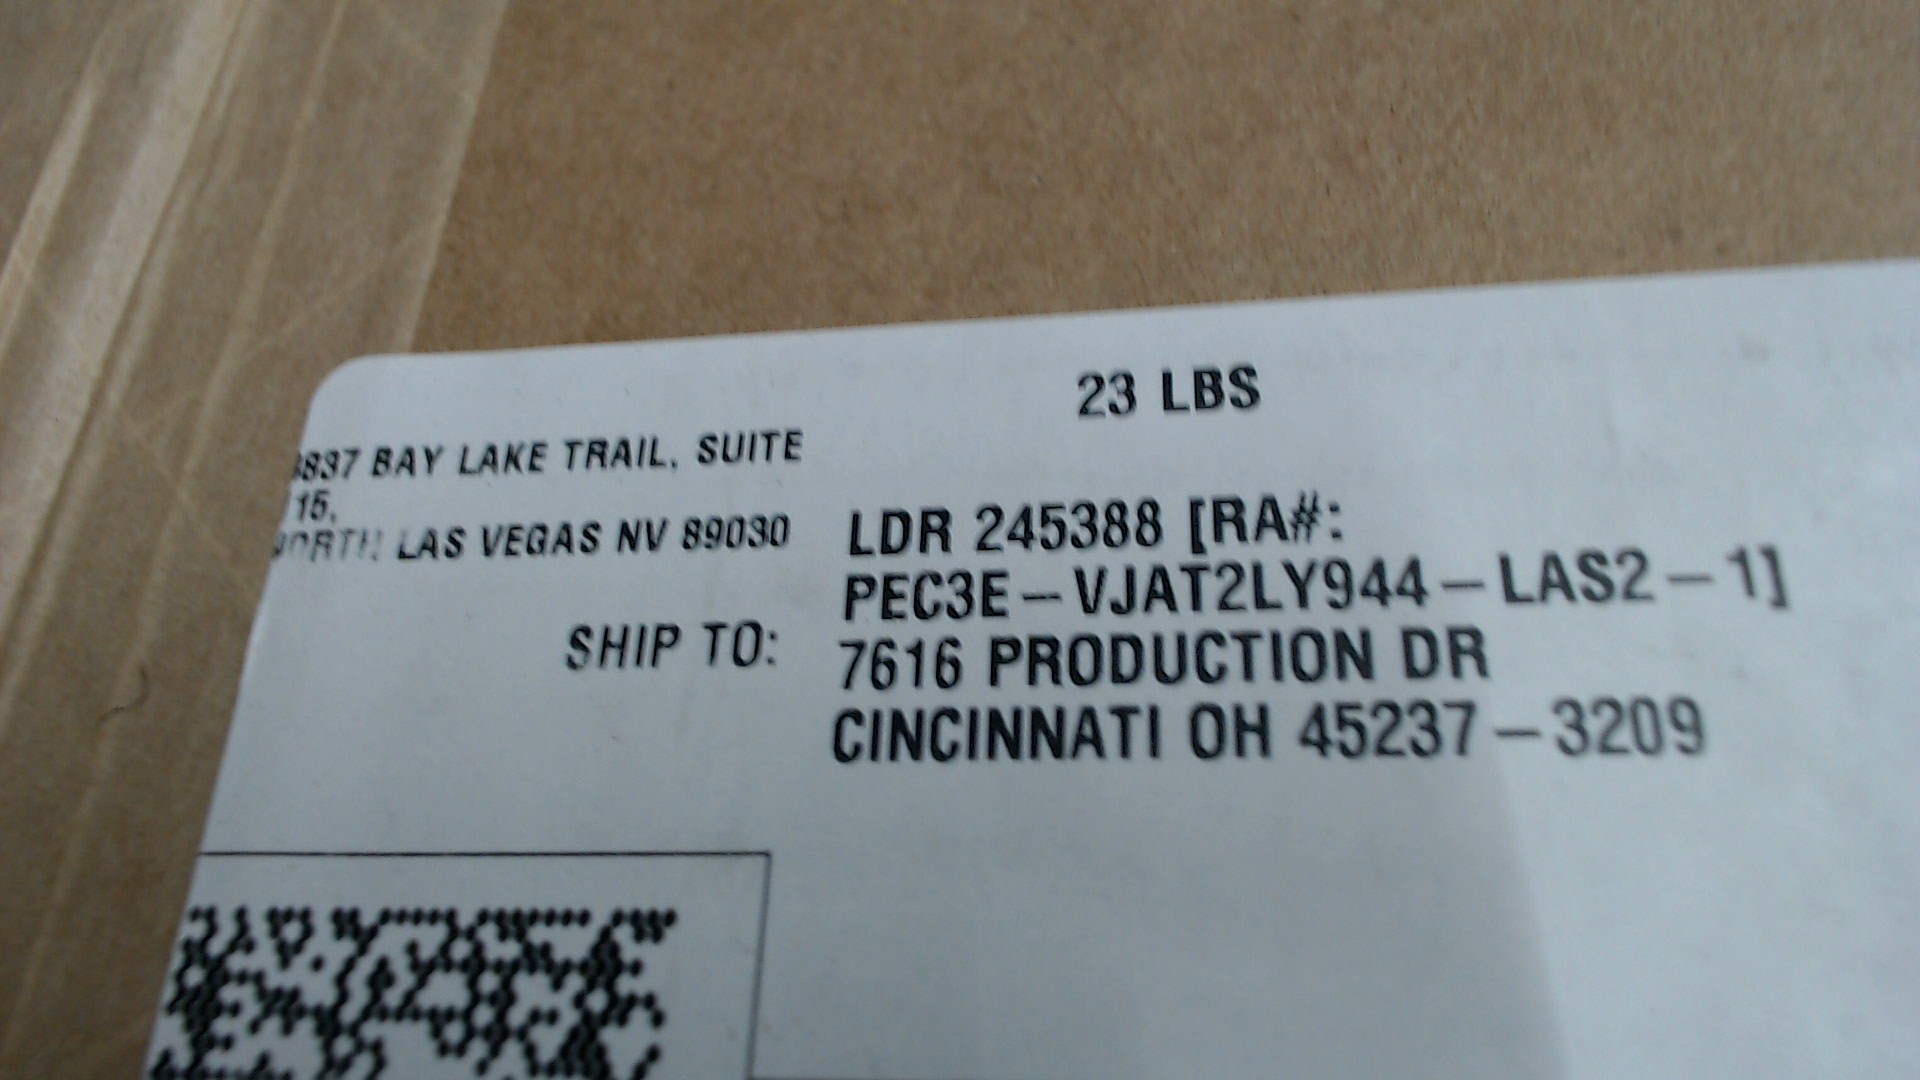 23 LBS
BAY LAKE TRAIL, SUITE
15,
LAS VEGAS NV 89030
LDR 245388 [RA#:
PEC3E-VJAT2LY944-LAS2-1]
SHIP TO:
7616 PRODUCTION DR
CINCINNATI OH 45237-3209